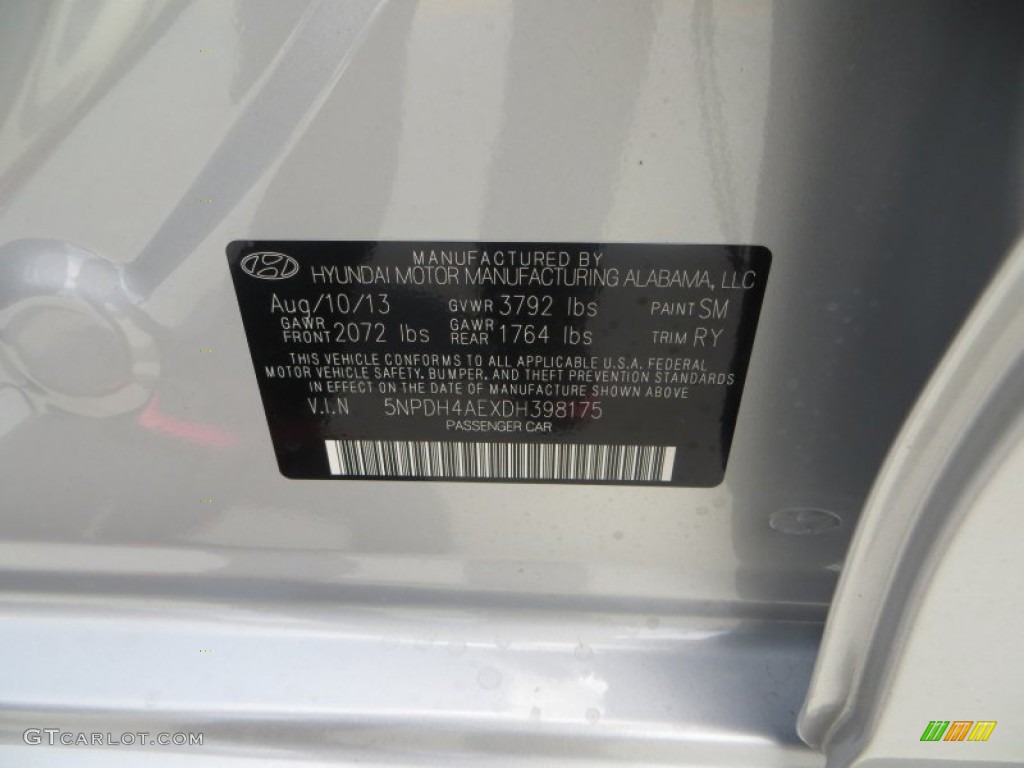 MANUFACTURED BY
HYUNDAI MOTOR MANUFACTURING ALABAMA, LLC
Aug/10/13 GVWR 3792 lbs PAINT SM
GAWR FRONT 2072 lbs GAWR REAR 1764 lbs TRIM RY
THIS VEHICLE CONFORMS TO ALL APPLICABLE U.S.A. FEDERAL
MOTOR VEHICLE SAFETY, BUMPER, AND THEFT PREVENTION STANDARDS
IN EFFECT ON THE DATE OF MANUFACTURE SHOWN ABOVE
V.I.N 5NPDH4AEXDH398175
PASSENGER CAR
GTCARLOT.COM